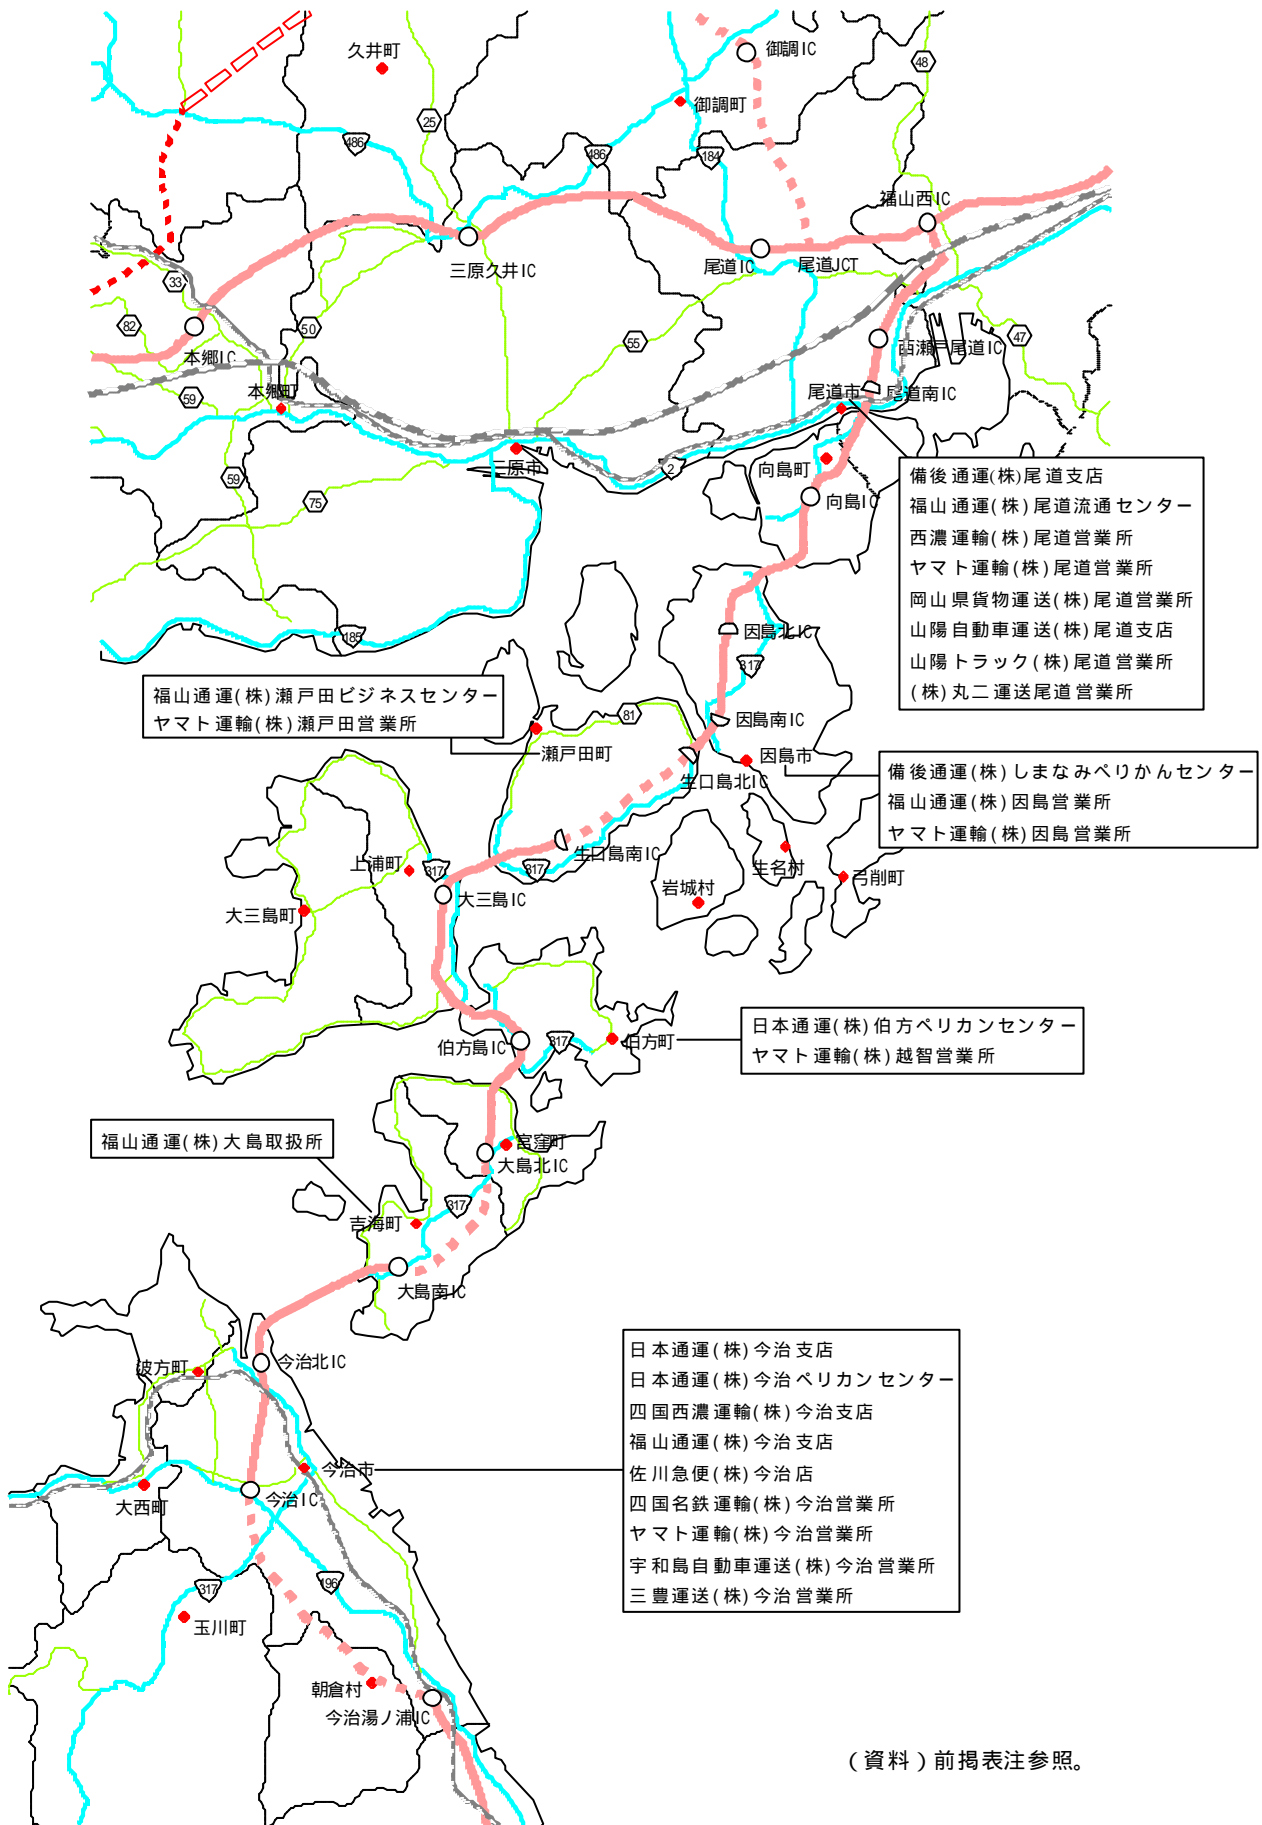 久井町
御調IC
48
御調町
25
486
486
184
福山西IC
三原久井IC
尾道IC
尾道JCT
33
82
50
55
47
本郷IC
西瀬戸尾道IC
59
本郷町
尾道市
尾道南IC
三原市
2
向島町
59
75
向島IC
備後通運(株)尾道支店
福山通運(株)尾道流通センター
西濃運輸(株)尾道営業所
ヤマト運輸(株)尾道営業所
岡山県貨物運送(株)尾道営業所
山陽自動車運送(株)尾道支店
山陽トラック(株)尾道営業所
(株)丸二運送尾道営業所
185
因島北IC
317
福山通運(株)瀬戸田ビジネスセンター
ヤマト運輸(株)瀬戸田営業所
81
因島南IC
瀬戸田町
因島市
生口島北IC
備後通運(株)しまなみぺりかんセンター
福山通運(株)因島営業所
ヤマト運輸(株)因島営業所
生口島南IC
上浦町
317
317
生名村
岩城村
弓削町
大三島IC
大三島町
伯方島IC
317
伯方町
日本通運(株)伯方ペリカンセンター
ヤマト運輸(株)越智営業所
福山通運(株)大島取扱所
宮窪町
大島北IC
317
吉海町
大島南IC
今治北IC
波方町
日本通運(株)今治支店
日本通運(株)今治ペリカンセンター
四国西濃運輸(株)今治支店
福山通運(株)今治支店
佐川急便(株)今治店
四国名鉄運輸(株)今治営業所
ヤマト運輸(株)今治営業所
宇和島自動車運送(株)今治営業所
三豊運送(株)今治営業所
今治市
大西町
今治IC
317
196
玉川町
朝倉村
今治湯ノ浦IC
(資料)前掲表注参照。